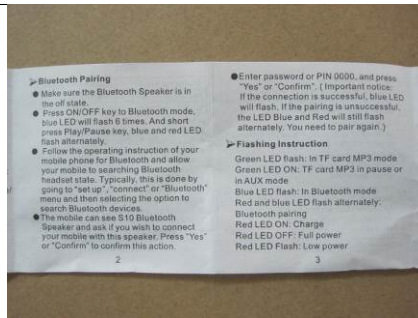 ➢Bluetooth Pairing
● Make sure the Bluetooth Speaker is in
the off state.
● Press ON/OFF key to Bluetooth mode,
blue LED will flash 6 times. And short
press Play/Pause key, blue and red LED
flash alternately.
● Follow the operating instruction of your
mobile phone for Bluetooth and allow
your mobile to searching Bluetooth
headset state. Typically, this is done by
going to "set up", "connect" or "Bluetooth"
menu and then selecting the option to
search Bluetooth devices.
●The mobile can see S10 Bluetooth
Speaker and ask if you wish to connect
your mobile with this speaker. Press "Yes"
or "Confirm" to confirm this action.
2
●Enter password or PIN 0000, and press
"Yes" or "Confirm". ( Important notice:
If the connection is successful, blue LED
will flash, If the pairing is unsuccessful,
the LED Blue and Red will still flash
alternately. You need to pair again.)
➢Flashing Instruction
Green LED flash: In TF card MP3 mode
Green LED ON: TF card MP3 in pause or
in AUX mode
Blue LED flash: In Bluetooth mode
Red and blue LED flash alternately:
Bluetooth pairing
Red LED ON: Charge
Red LED OFF: Full power
Red LED Flash: Low power
3